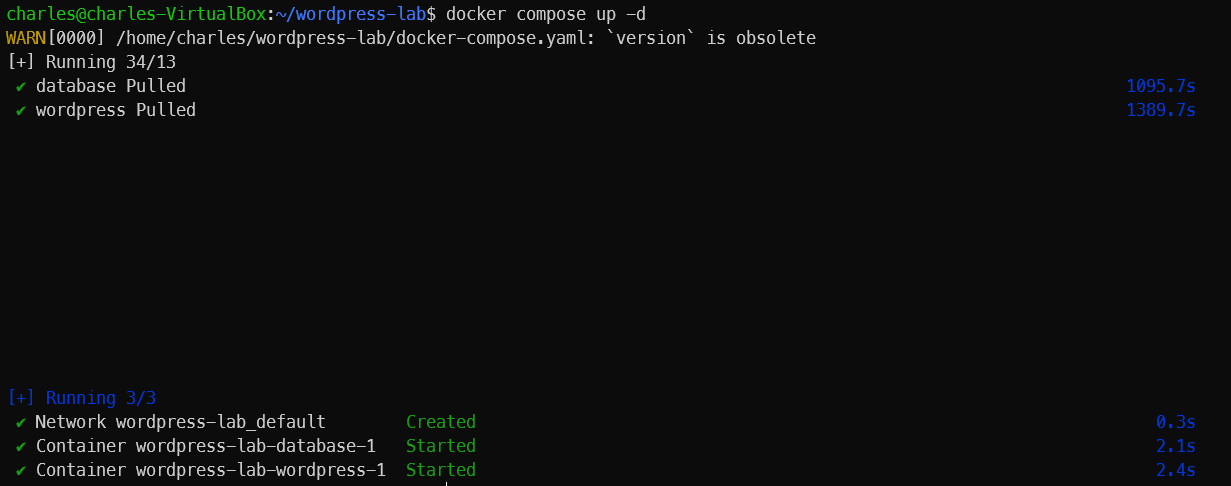 charles@charles-VirtualBox:~/wordpress-lab$ docker compose up -d
WARN[0000] /home/charles/wordpress-lab/docker-compose.yaml: `version` is obsolete
[+] Running 34/13
✔ database Pulled 1095.7s
✔ wordpress Pulled 1389.7s
[+] Running 3/3
✔ Network wordpress-lab_default Created 0.3s
✔ Container wordpress-lab-database-1 Started 2.1s
✔ Container wordpress-lab-wordpress-1 Started 2.4s